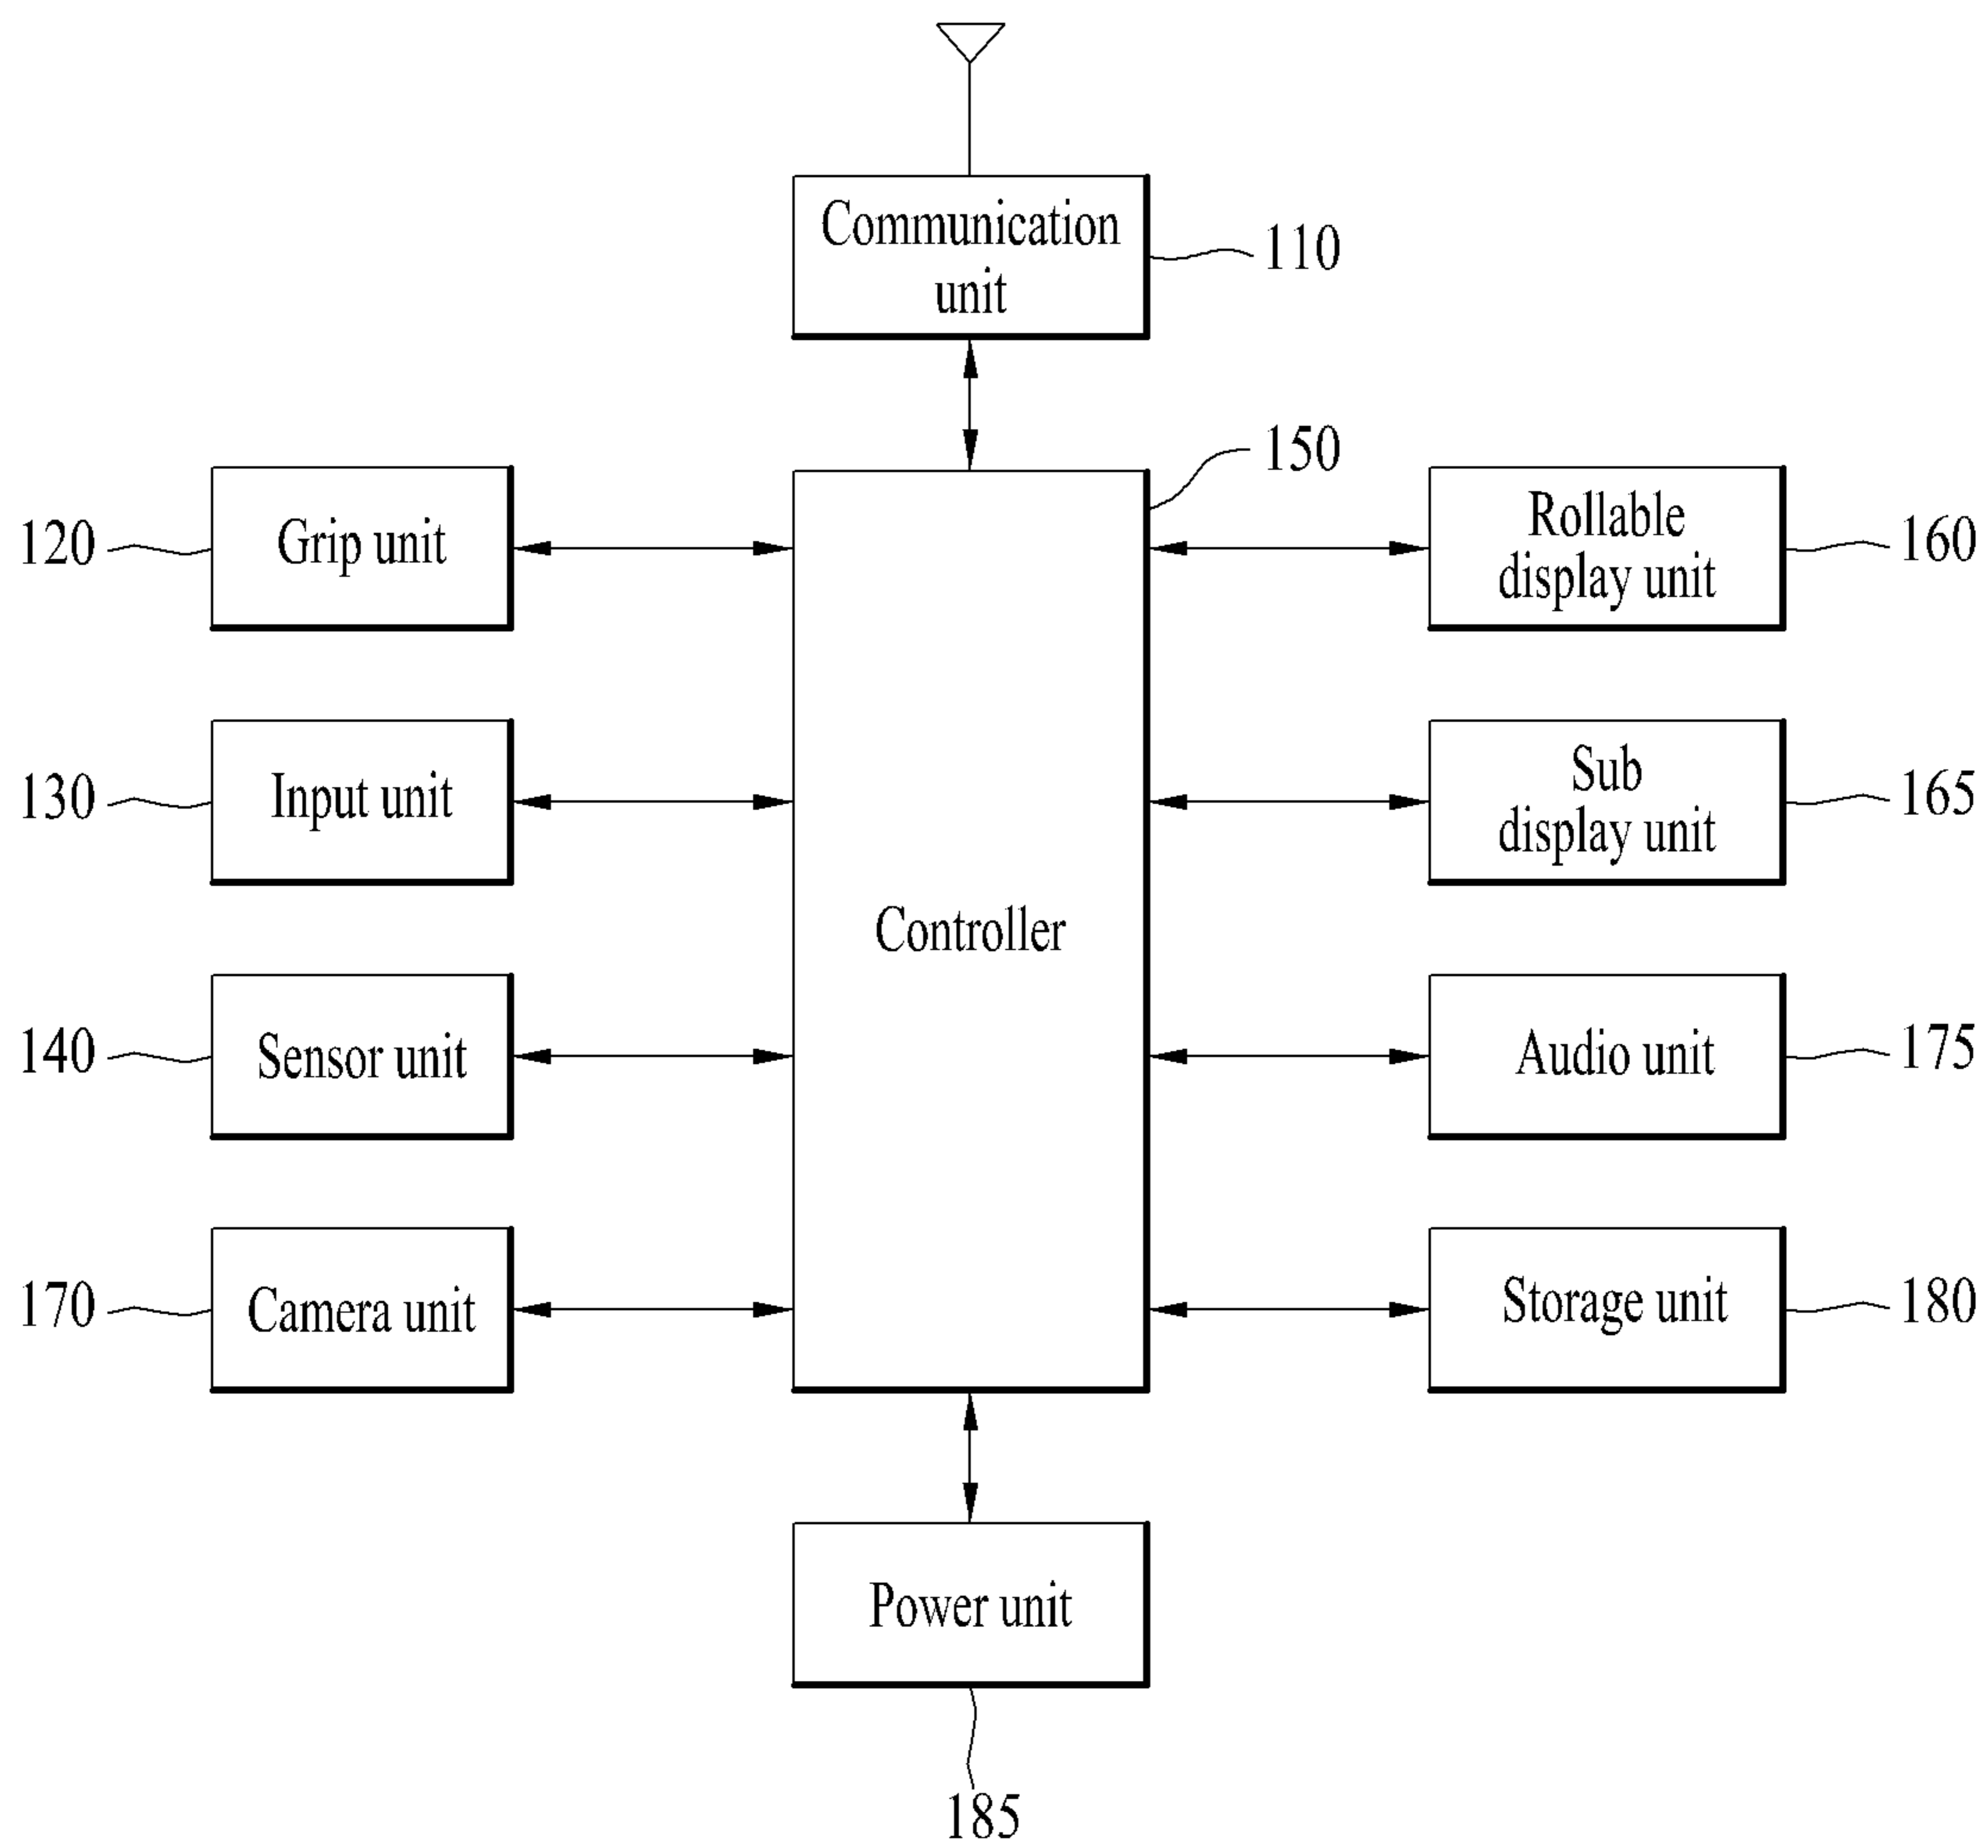 Communication
unit
110
150
120
Grip unit
Rollable
display unit
160
130
Input unit
Sub
display unit
165
Controller
140
Sensor unit
Audio unit
175
170
Camera unit
Storage unit
180
Power unit
185